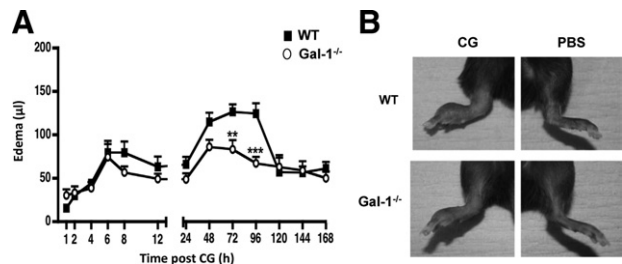 A
WT
Gal-1-/-
200
150
100
50
0
Edema (µl)
**
***
1 2 4 6 8 12 24 48 72 96 120 144 168
Time post CG (h)
B
CG PBS
WT
Gal-1-/-